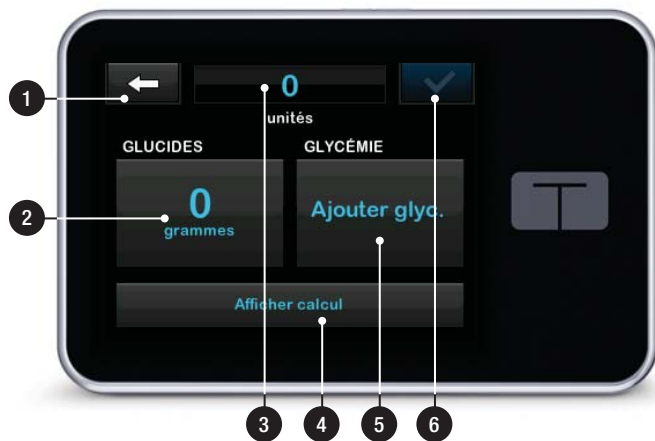 0
unités
1
GLUCIDES GLYCÉMIE
2
0
grammes
Ajouter glyc.
Afficher calcul
3 4 5 6